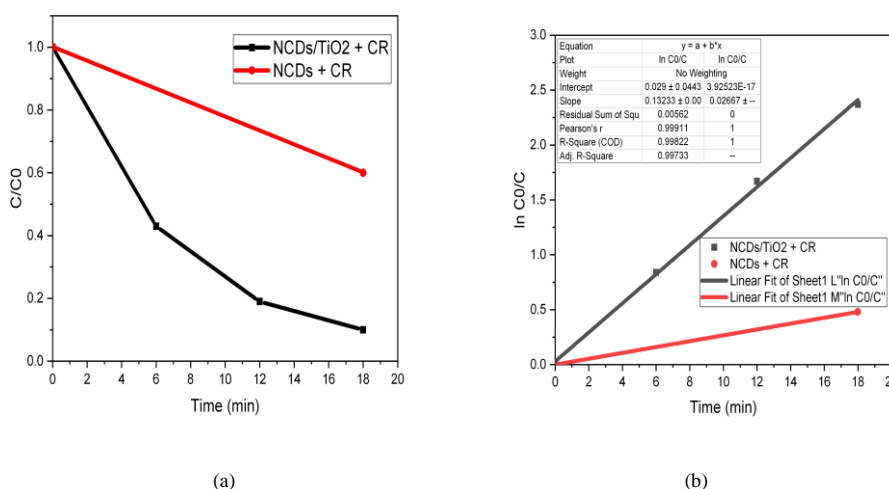 1.0
0.8
0.6
0.4
0.2
0.0
C/C0
0 2 4 6 8 10 12 14 16 18 20
Time (min)
NCDs/TiO2 + CR
NCDs + CR
(a)
3.0
2.5
2.0
1.5
1.0
0.5
0.0
ln C0/C
0 2 4 6 8 10 12 14 16 18 2
Time (min)
Equation y = a + b*x
Plot ln C0/C ln C0/C
Weight No Weighting
Intercept 0.029 ± 0.0443 3.92523E-17
Slope 0.13233 ± 0.00 0.02667 ± --
Residual Sum of Squ 0.00562 0
Pearson's r 0.99911 1
R-Square (COD) 0.99822 1
Adj. R-Square 0.99733 --
NCDs/TiO2 + CR
NCDs + CR
Linear Fit of Sheet1 L"ln C0/C"
Linear Fit of Sheet1 M"ln C0/C"
(b)